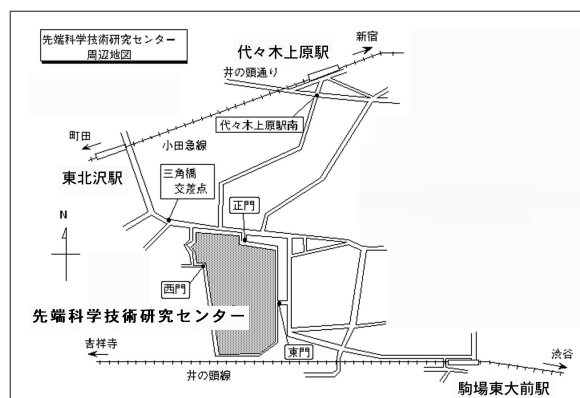 先端科学技術研究センター
周辺地図
新宿
代々木上原駅
井の頭通り
代々木上原駅南
町田
小田急線
東北沢駅
三角橋
交差点
正門
N
西門
先端科学技術研究センター
吉祥寺
東門
渋谷
井の頭線
駒場東大前駅